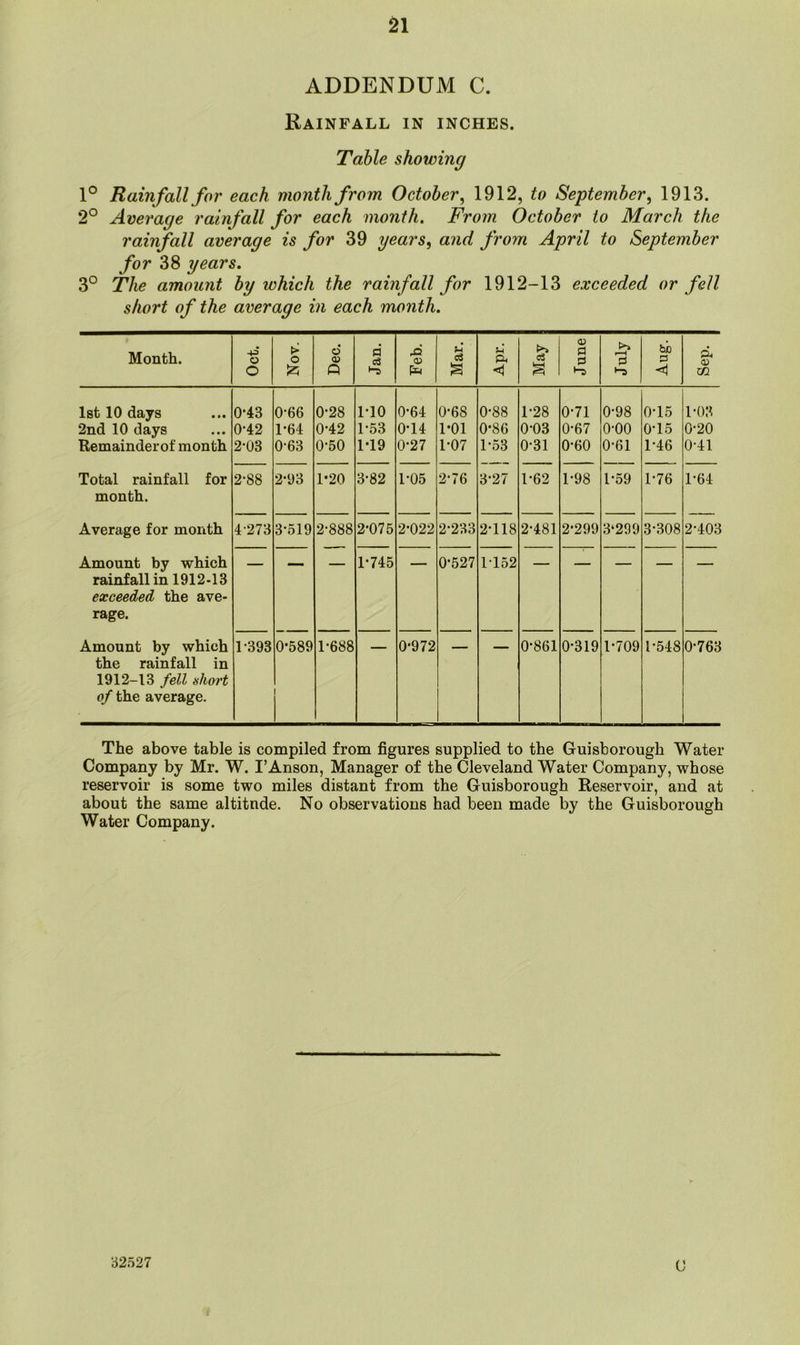 21
ADDENDUM C.
RAINFALL IN INCHES.
Table showing
1° Rainfall for each month from October, 1912, to September, 1913.
2° Average rainfall for each month. From October to March the
rainfall average is for 39 years, and from April to September
for 38 years.
3° The amount by which the rainfall for 1912–13 exceeded or fell
short of the average in each month.
Month. Oct. Nov. Dec. Jan. Feb. Mar. Apr. May June July Aug. Sep.
1st 10 days ... 0·43 0·66 0·28 1·10 0·64 0·68 0·88 1·28 0·71 0·98 0·15 1·03
2nd 10 days ... 0·42 1·64 0·42 1·53 0·14 1·01 0·86 0·03 0·67 0·00 0·15 0·20
Remainder of month 2·03 0·63 0·50 1·19 0·27 1·07 1·53 0·31 0·60 0·61 1·46 0·41
Total rainfall for 2·88 2·93 1·20 3·82 1·05 2·76 3·27 1·62 1·98 1·59 1·76 1·64
month.
Average for month 4·273 3·519 2·888 2·075 2·022 2·233 2·118 2·481 2·299 3·299 3·308 2·403
Amount by which — — — 1·745 — 0·527 1·152 — — — — —
rainfall in 1912-13
exceeded the ave-
rage.
Amount by which 1·393 0·589 1·688 — 0·972 — — 0·861 0·319 1·709 1·548 0·763
the rainfall in
1912–13 fell short
of the average.
The above table is compiled from figures supplied to the Guisborough Water
Company by Mr. W. I'Anson, Manager of the Cleveland Water Company, whose
reservoir is some two miles distant from the Guisborough Reservoir, and at
about the same altitnde. No observations had been made by the Guisborough
Water Company.
32527 C